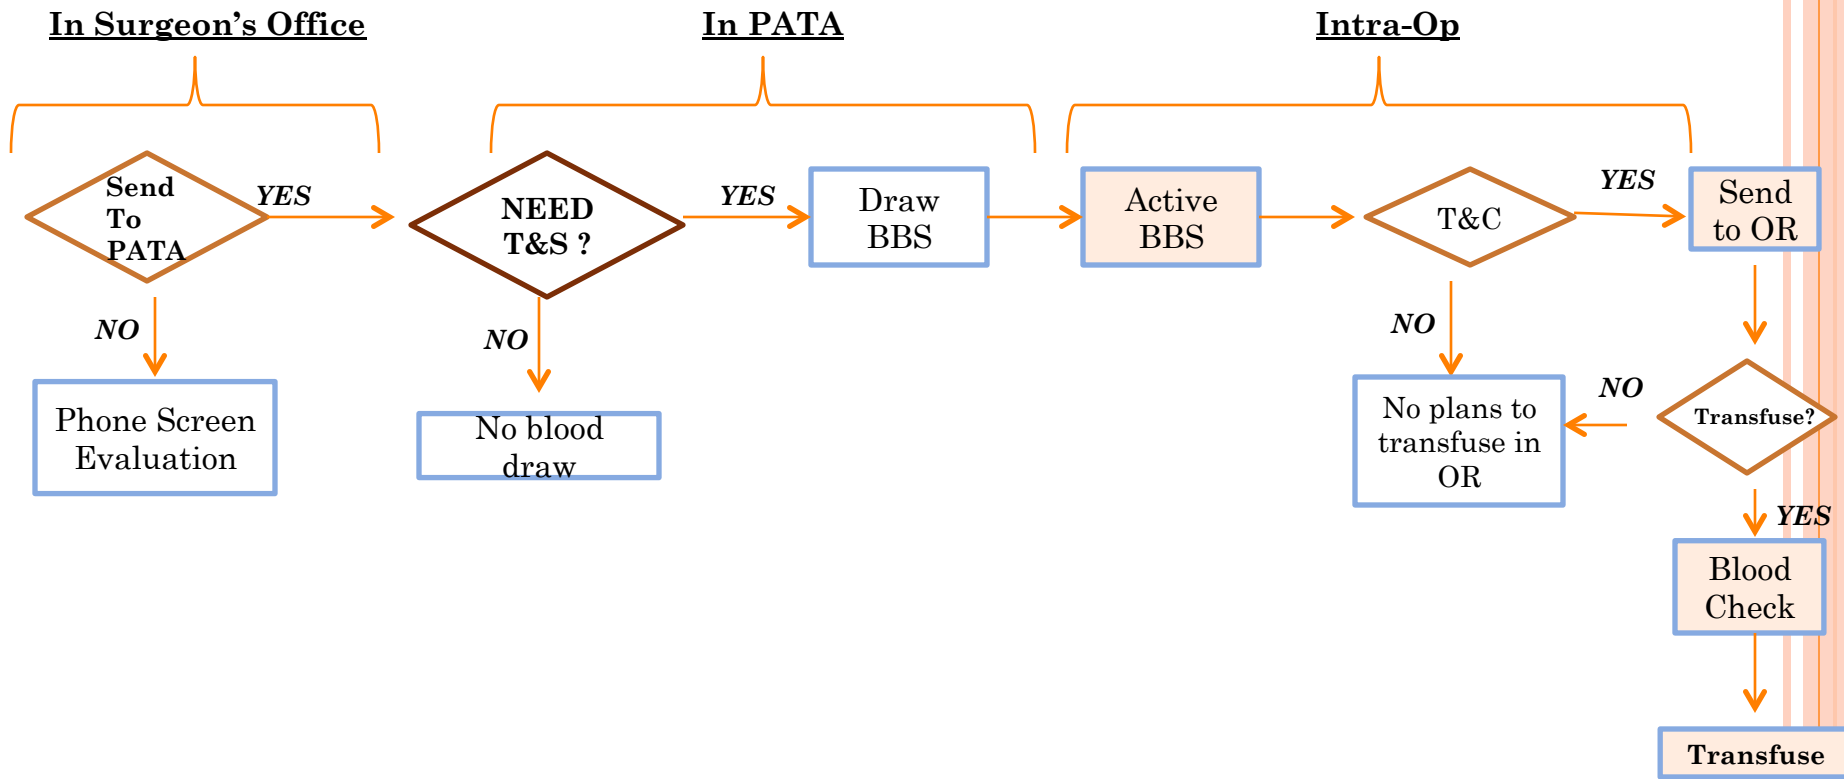 In Surgeon's Office
In PATA
Intra-Op
Send
To
PATA
YES
NO
Phone Screen
Evaluation
NEED
T&S ?
YES
NO
No blood
draw
Draw
BBS
Active
BBS
T&C
YES
NO
No plans to
transfuse in
OR
Send
to OR
Transfuse?
NO
YES
Blood
Check
Transfuse